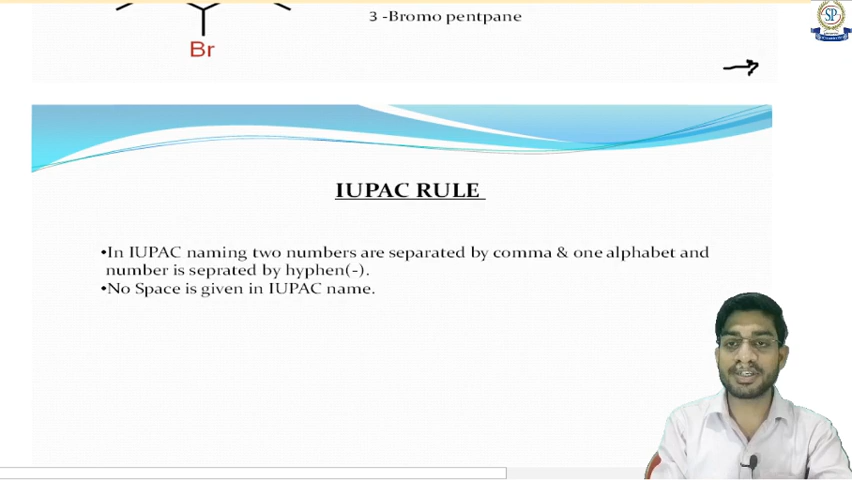 3 -Bromo pentpane
Br
SP
IUPAC RULE
•In IUPAC naming two numbers are separated by comma & one alphabet and
number is seprated by hyphen(-).
•No Space is given in IUPAC name.